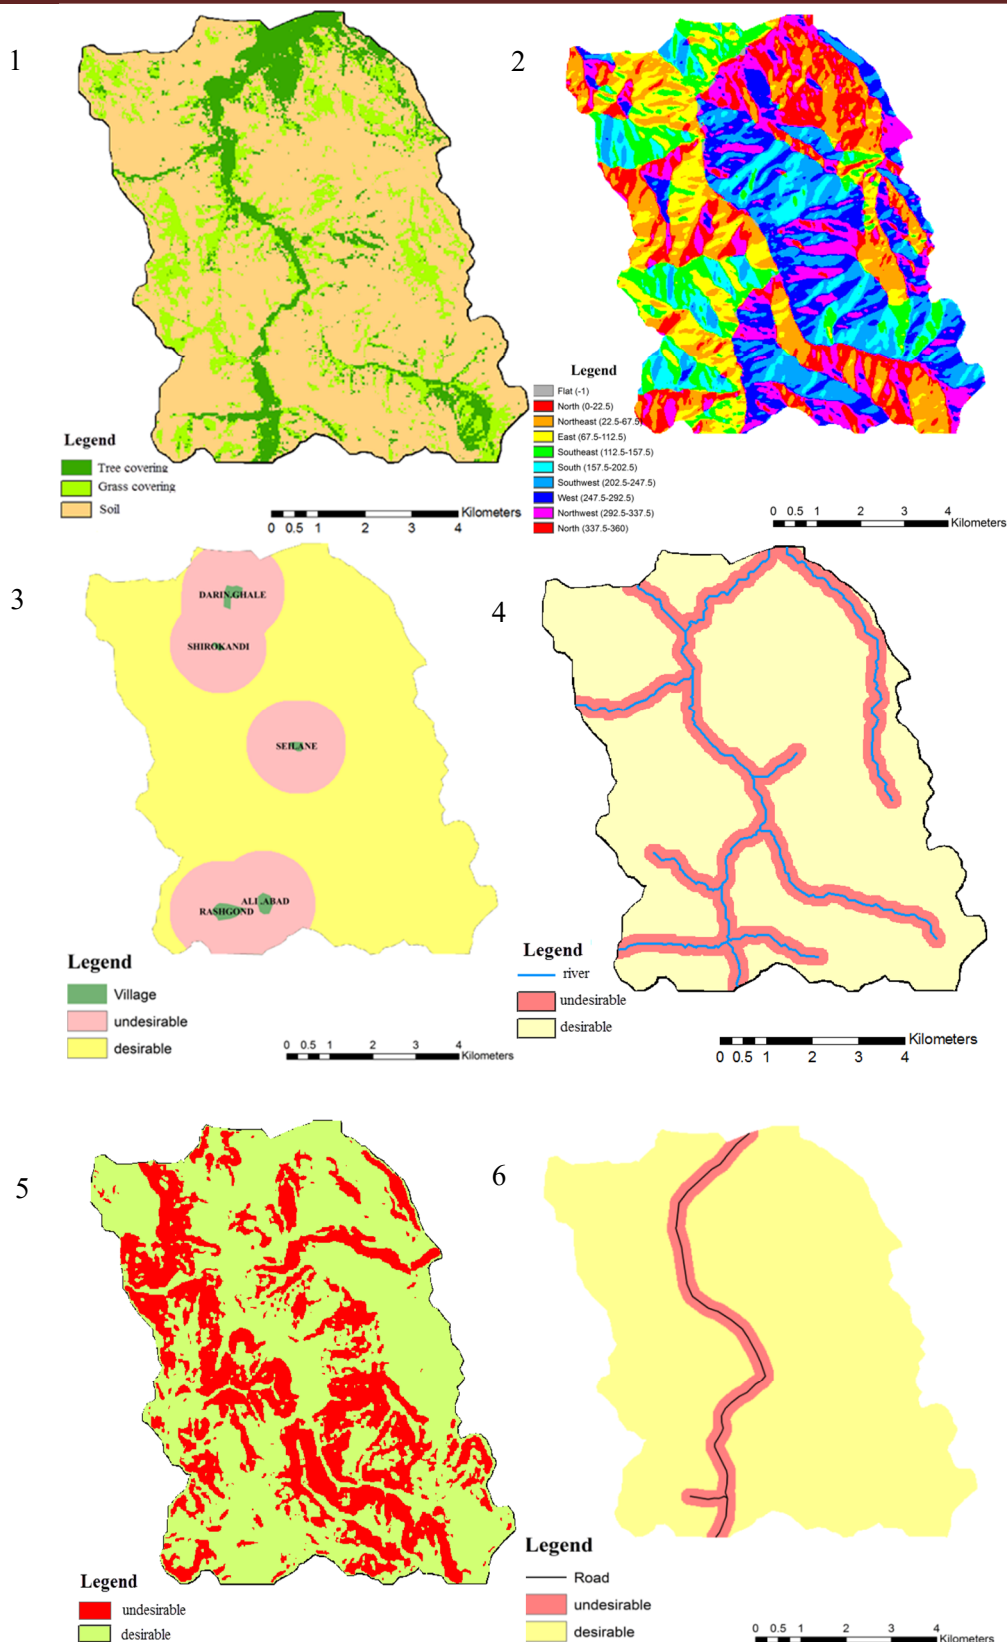 1
Legend
Tree covering
Grass covering
Soil
Kilometers
0 0.5 1 2 3 4
2
Legend
Flat (-1)
North (0-22.5)
Northeast (22.5-67.5)
East (67.5-112.5)
Southeast (112.5-157.5)
South (157.5-202.5)
Southwest (202.5-247.5)
West (247.5-292.5)
Northwest (292.5-337.5)
North (337.5-360)
0 0.5 1 2 3 4
Kilometers
3
DARIN.GHALE
SHIROKANDI
SEILANE
ALI.ABAD
RASHGOND
Legend
Village
undesirable
desirable
0 0.5 1 2 3 4
Kilometers
4
Legend
river
undesirable
desirable
Kilometers
0 0.5 1 2 3 4
5
Legend
undesirable
desirable
6
Legend
Road
undesirable
desirable
0 0.5 1 2 3 4
Kilometers